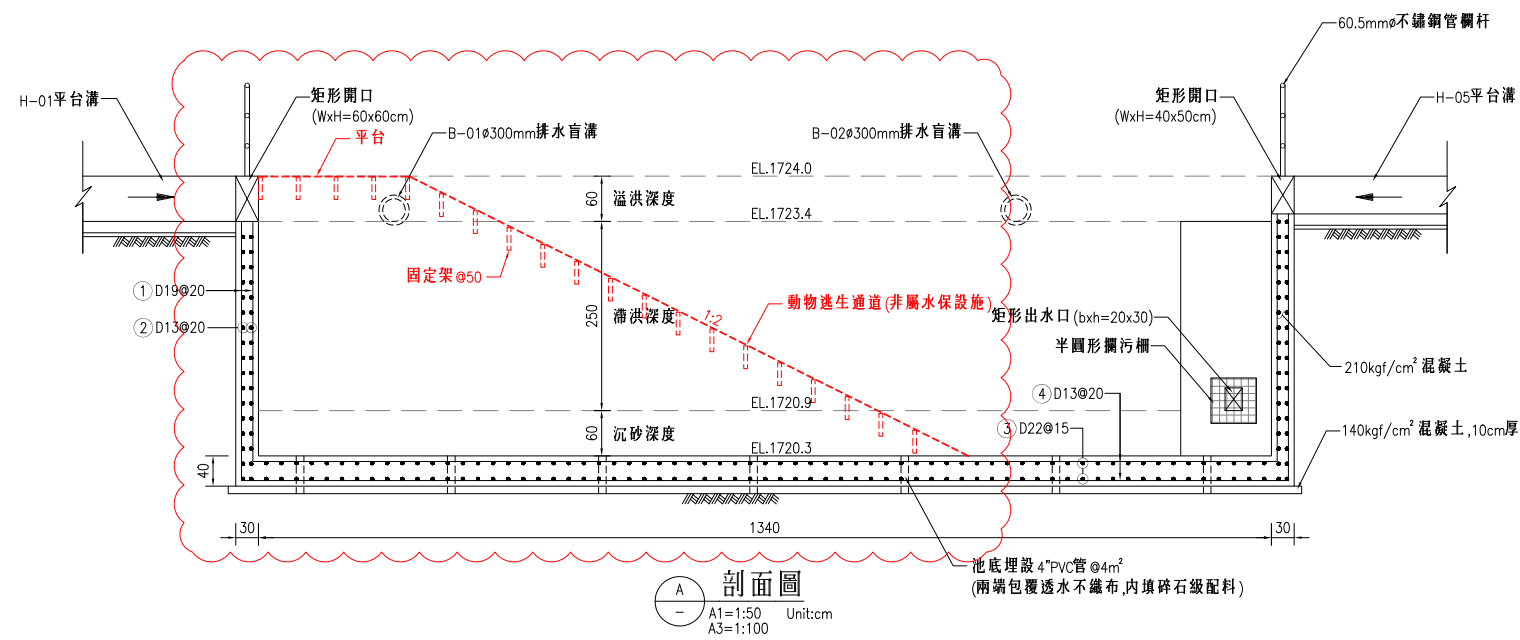 60.5mmø不鏽鋼管欄杆
H-01平台溝
矩形開口
(WxH=60x60cm)
平台
B-01ø300mm排水盲溝
B-02ø300mm排水盲溝
矩形開口
(WxH=40x50cm)
H-05平台溝
EL.1724.0
60
溢洪深度
EL.1723.4
固定架@50
① D19@20
② D13@20
250
滯洪深度
1:2
動物逃生通道(非屬水保設施)
矩形出水口(bxh=20x30)
半圓形攔污柵
210kgf/cm² 混凝土
EL.1720.9
④ D13@20
60
沉砂深度
③ D22@15
140kgf/cm² 混凝土,10cm厚
EL.1720.3
40
30
1340
30
池底埋設4"PVC管@4m²
(兩端包覆透水不織布,內填碎石級配料)
A
–
剖面圖
A1=1:50 Unit:cm
A3=1:100